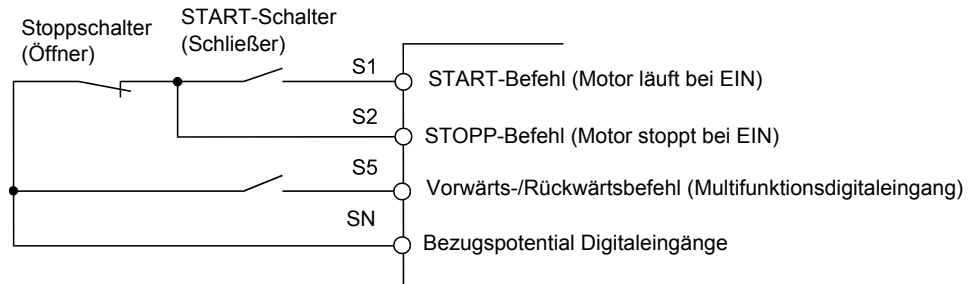 Stoppschalter
(Öffner)
START-Schalter
(Schließer)
S1
START-Befehl (Motor läuft bei EIN)
S2
STOPP-Befehl (Motor stoppt bei EIN)
S5
Vorwärts-/Rückwärtsbefehl (Multifunktionsdigitaleingang)
SN
Bezugspotential Digitaleingänge